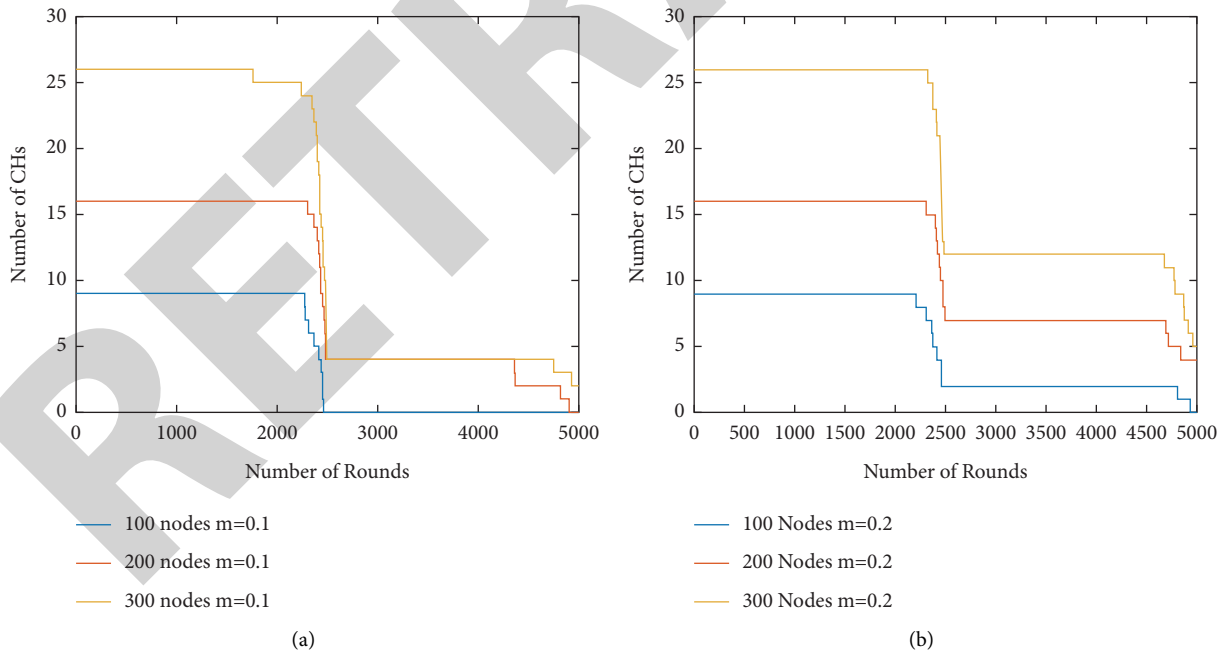 RETRA
30
25
20
15
10
5
0
Number of CHs
0 1000 2000 3000 4000 5000
Number of Rounds
100 nodes m=0.1
200 nodes m=0.1
300 nodes m=0.1
(a)
30
25
20
15
10
5
0
Number of CHs
0 500 1000 1500 2000 2500 3000 3500 4000 4500 5000
Number of Rounds
100 Nodes m=0.2
200 Nodes m=0.2
300 Nodes m=0.2
(b)